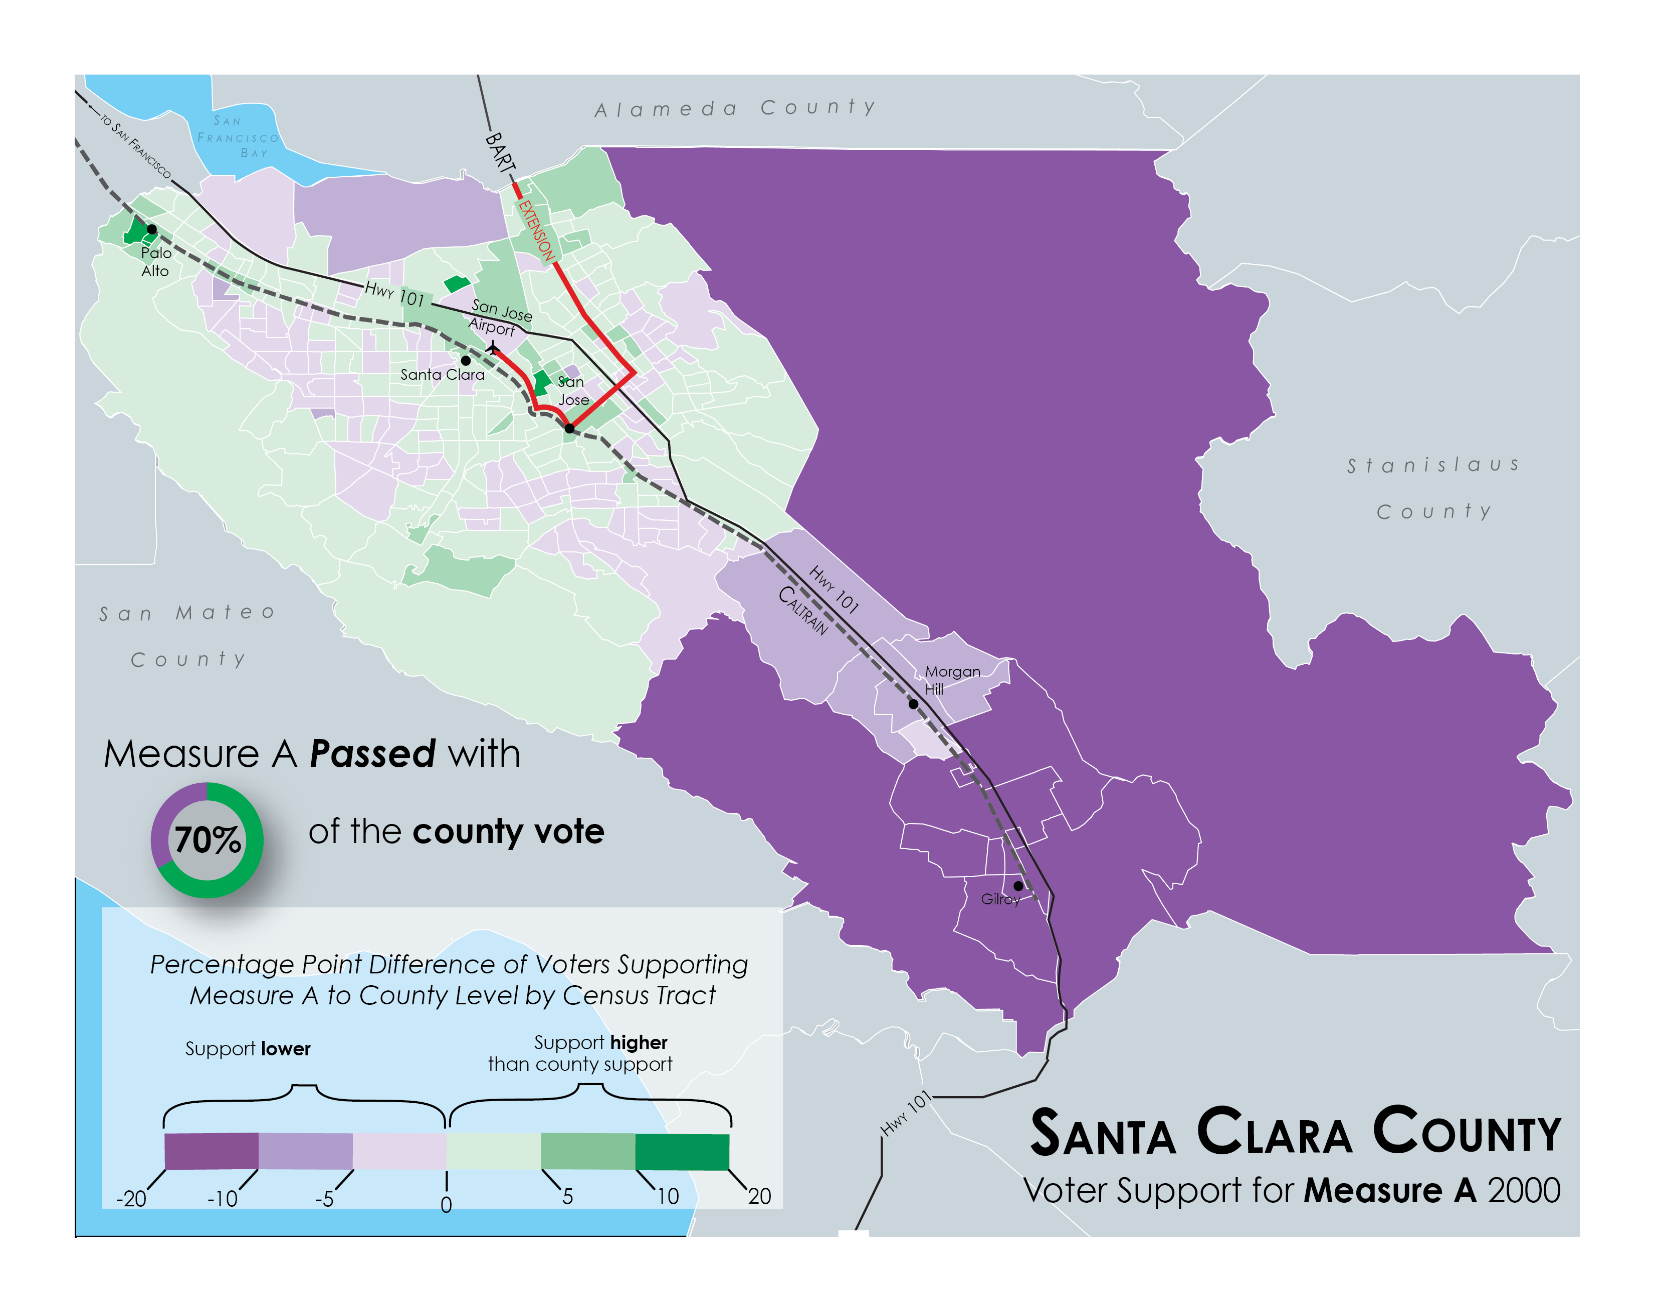 Alameda County
SAN
FRANCISCO
BAY
TO SAN FRANCISCO
BART
EXTENSION
Palo
Alto
HWY 101
San Jose
Airport
Santa Clara
San
Jose
Stanislaus
County
HWY 101
CALTRAIN
San Mateo
County
Morgan
Hill
Measure A Passed with
70%
of the county vote
Gilroy
Percentage Point Difference of Voters Supporting
Measure A to County Level by Census Tract
Support lower
Support higher
than county support
-20 -10 -5 0 5 10 20
HWY 101
SANTA CLARA COUNTY
Voter Support for Measure A 2000